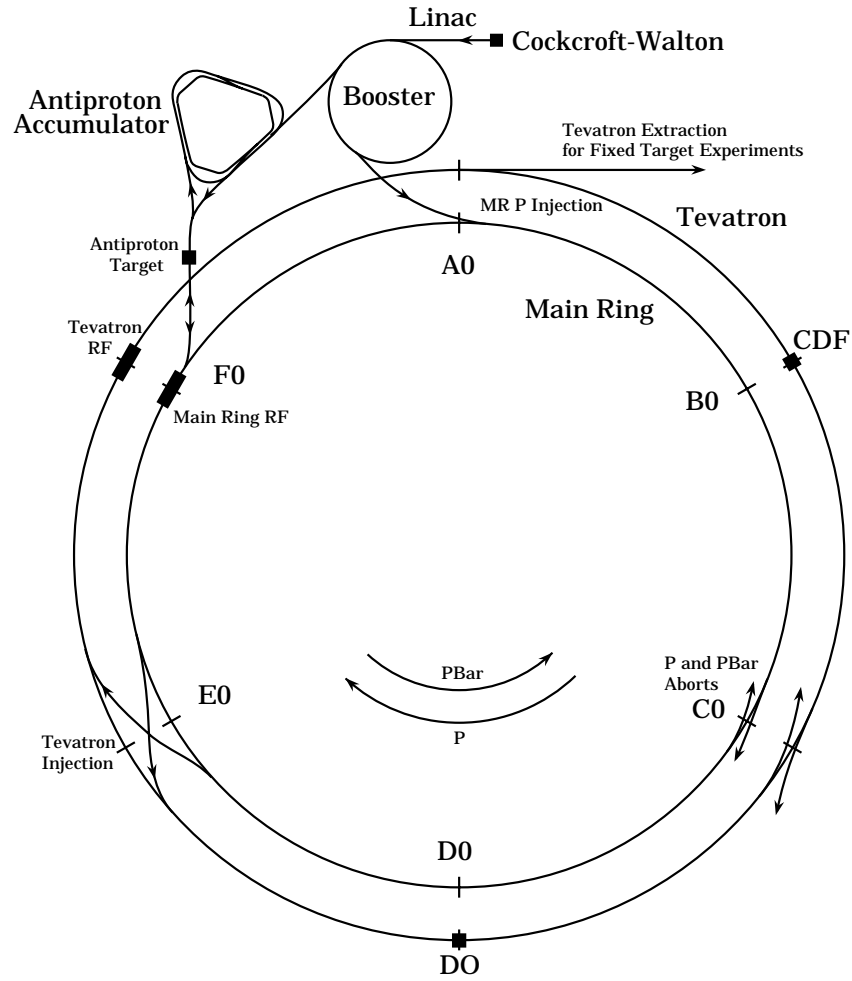 Linac
Cockcroft-Walton
Booster
Antiproton
Accumulator
Tevatron Extraction
for Fixed Target Experiments
MR P Injection
Tevatron
Antiproton
Target
A0
Main Ring
Tevatron
RF
CDF
F0
B0
Main Ring RF
PBar
P and PBar
Aborts
E0
C0
P
Tevatron
Injection
D0
DO